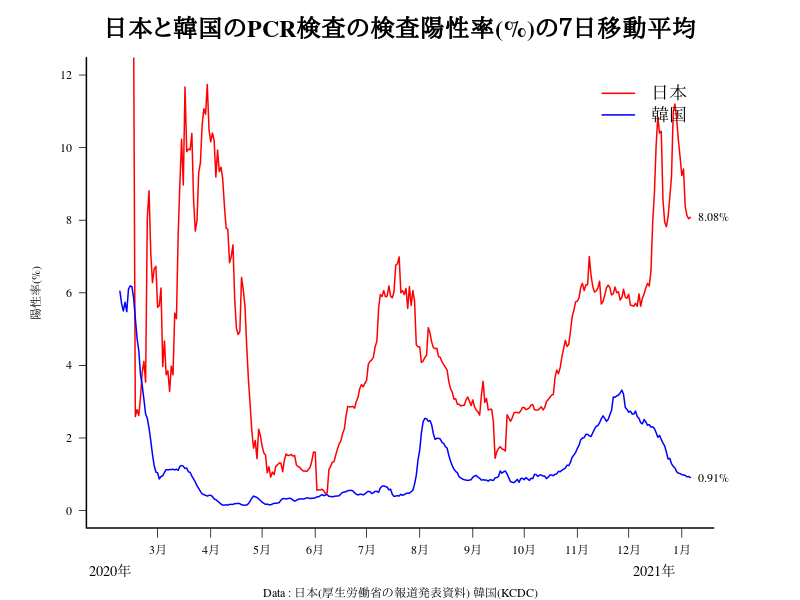 日本と韓国のPCR検査の検査陽性率(%)の7日移動平均
日本
韓国
陽性率(%)
12
10
8
6
4
2
0
8.08%
0.91%
3月 4月 5月 6月 7月 8月 9月 10月 11月 12月 1月
2020年 2021年
Data : 日本(厚生労働省の報道発表資料) 韓国(KCDC)